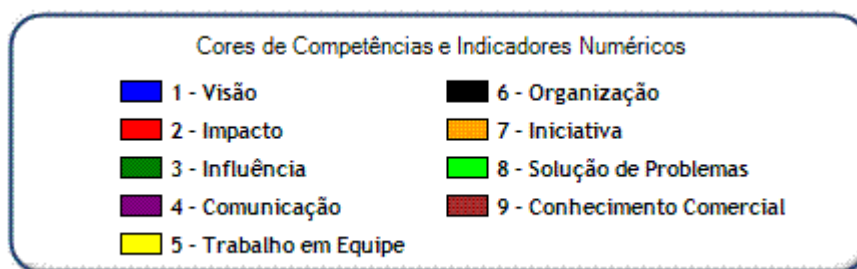 Cores de Competências e Indicadores Numéricos
1 - Visão
2 - Impacto
3 - Influência
4 - Comunicação
5 - Trabalho em Equipe
6 - Organização
7 - Iniciativa
8 - Solução de Problemas
9 - Conhecimento Comercial